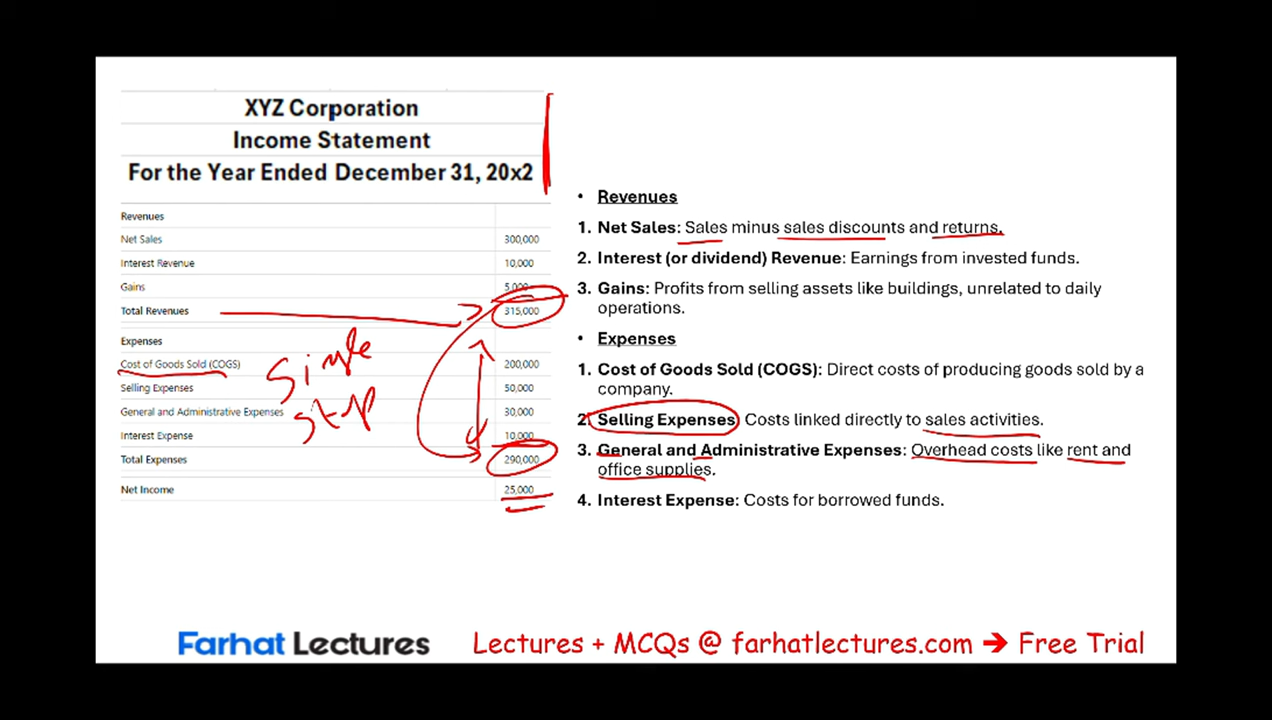 XYZ Corporation
Income Statement
For the Year Ended December 31, 20x2
Revenues
Net Sales 300,000
Interest Revenue 10,000
Gains 5,000
Total Revenues 315,000
Expenses
Cost of Goods Sold (COGS) 200,000
Selling Expenses 50,000
General and Administrative Expenses 30,000
Interest Expense 10,000
Total Expenses 290,000
Net Income 25,000
single
step
• Revenues
1. Net Sales: Sales minus sales discounts and returns.
2. Interest (or dividend) Revenue: Earnings from invested funds.
3. Gains: Profits from selling assets like buildings, unrelated to daily
operations.
• Expenses
1. Cost of Goods Sold (COGS): Direct costs of producing goods sold by a
company.
2. Selling Expenses: Costs linked directly to sales activities.
3. General and Administrative Expenses: Overhead costs like rent and
office supplies.
4. Interest Expense: Costs for borrowed funds.
Farhat Lectures
Lectures + MCQs @ farhatlectures.com → Free Trial